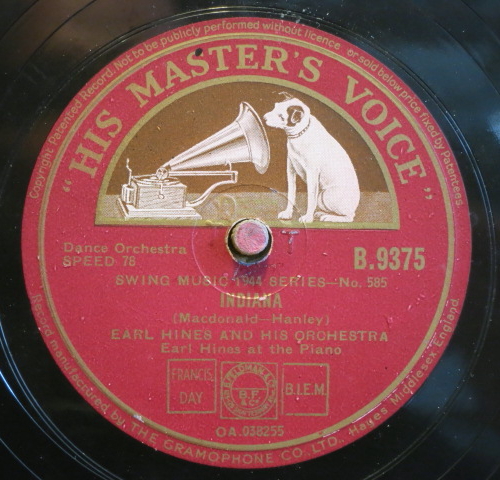 Copyright. Patented Record. Not to be publicly performed without licence. or sold below price fixed by Patentees.
"HIS MASTER'S VOICE"
Dance Orchestra
SPEED 78
B.9375
SWING MUSIC 1944 SERIES—No. 585
INDIANA
(Macdonald—Hanley)
EARL HINES AND HIS ORCHESTRA
Earl Hines at the Piano
FRANCIS DAY
B.F.
B.I.E.M.
OA.038255
Record manufactured by THE GRAMOPHONE CO. LTD. Hayes Middlesex England